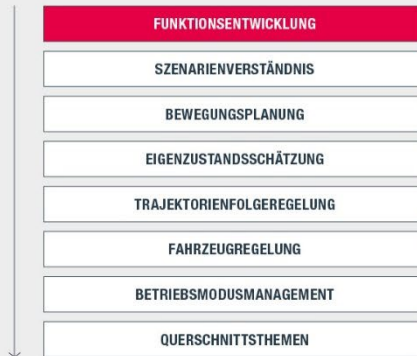 FUNKTIONSENTWICKLUNG
SZENARIENVERSTÄNDNIS
BEWEGUNGSPLANUNG
EIGENZUSTANDSSCHÄTZUNG
TRAJEKTORIENFOLGEREGELUNG
FAHRZEUGREGELUNG
BETRIEBSMODUSMANAGEMENT
QUERSCHNITTSTHEMEN